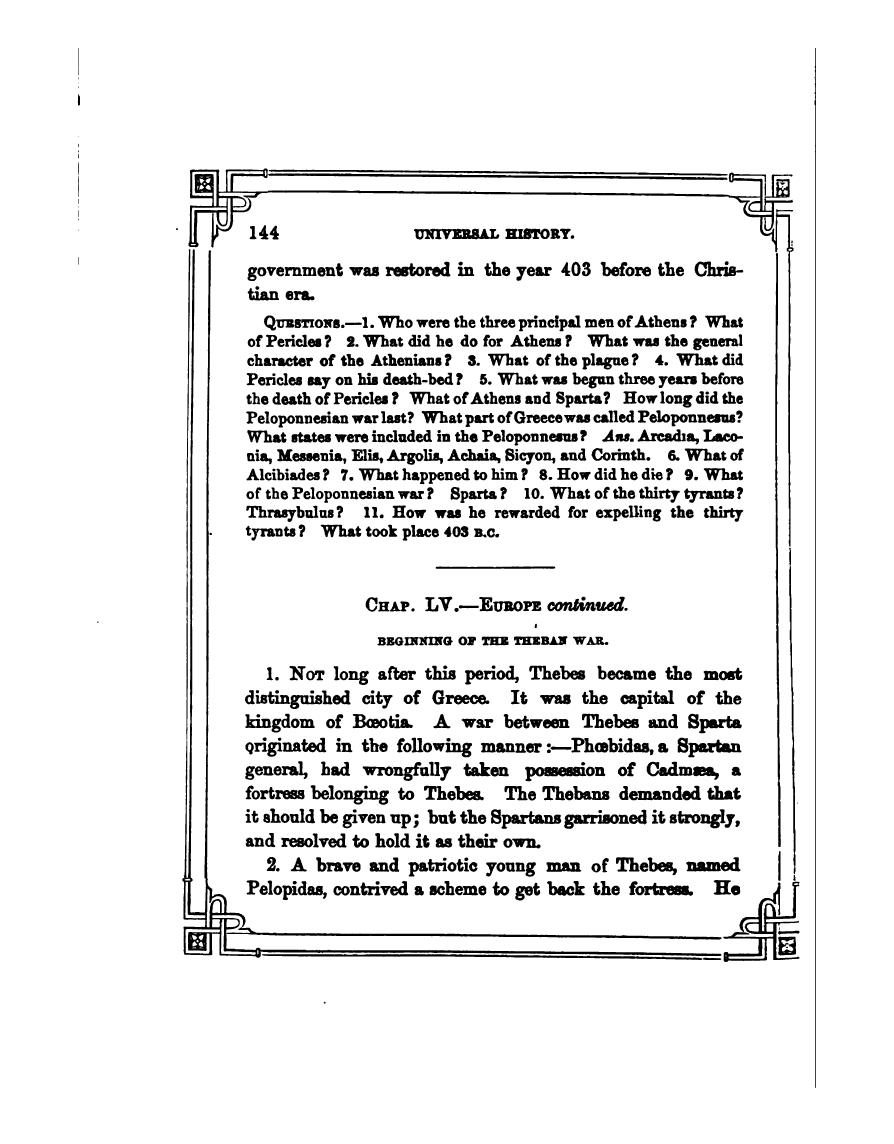 144 UNIVERSAL HISTORY.
government was restored in the year 403 before the Chris-
tian era.
QUESTIONS.—1. Who were the three principal men of Athens? What
of Pericles? 2. What did he do for Athens? What was the general
character of the Athenians? 3. What of the plague? 4. What did
Pericles say on his death-bed? 5. What was begun three years before
the death of Pericles? What of Athens and Sparta? How long did the
Peloponnesian war last? What part of Greece was called Peloponnesus?
What states were included in the Peloponnesus? Ans. Arcadia, Laco-
nia, Messenia, Elis, Argolis, Achaia, Sicyon, and Corinth. 6. What of
Alcibiades? 7. What happened to him? 8. How did he die? 9. What
of the Peloponnesian war? Sparta? 10. What of the thirty tyrants?
Thrasybulus? 11. How was he rewarded for expelling the thirty
tyrants? What took place 403 B.C.
CHAP. LV.—EUROPE continued.
BEGINNING OF THE THEBAN WAR.
1. NOT long after this period, Thebes became the most
distinguished city of Greece. It was the capital of the
kingdom of Bœotia. A war between Thebes and Sparta
originated in the following manner:—Phœbidas, a Spartan
general, had wrongfully taken possession of Cadmæa, a
fortress belonging to Thebes. The Thebans demanded that
it should be given up; but the Spartans garrisoned it strongly,
and resolved to hold it as their own.
2. A brave and patriotic young man of Thebes, named
Pelopidas, contrived a scheme to get back the fortress. He